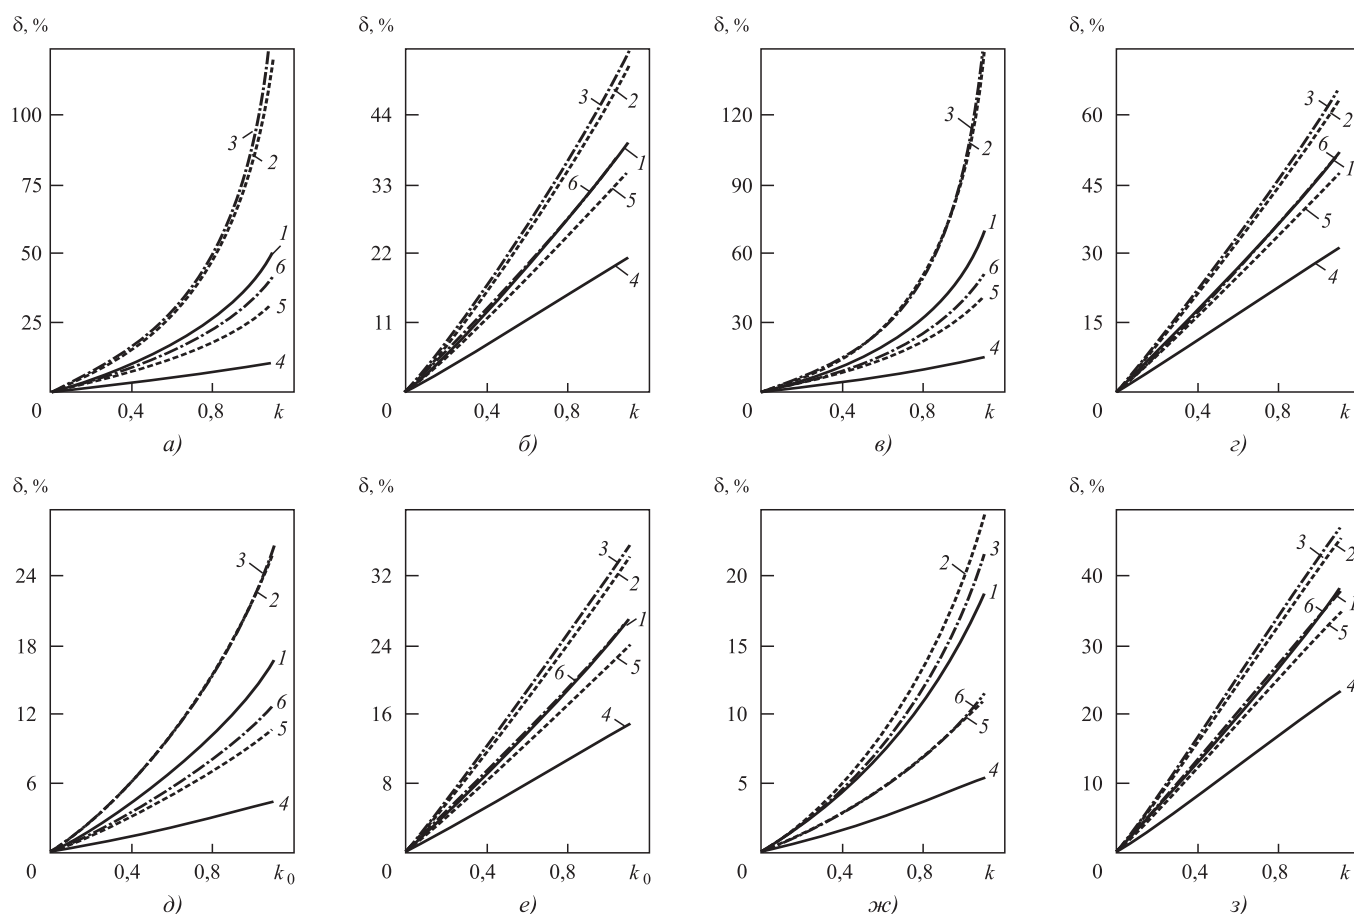 δ, % δ, % δ, % δ, %
100 75 50 25 0 0,4 0,8 k 3 2 1 6 5 4
а)
44 33 22 11 0 0,4 0,8 k 3 2 1 6 5 4
б)
120 90 60 30 0 0,4 0,8 k 3 2 1 6 5 4
в)
60 45 30 15 0 0,4 0,8 k 3 2 6 1 5 4
г)
δ, % δ, % δ, % δ, %
24 18 12 6 0 0,4 0,8 k0 3 2 1 6 5 4
д)
32 24 16 8 0 0,4 0,8 k0 3 2 1 6 5 4
е)
20 15 10 5 0 0,4 0,8 k 2 3 1 6 5 4
ж)
40 30 20 10 0 0,4 0,8 k 3 2 6 1 5 4
з)